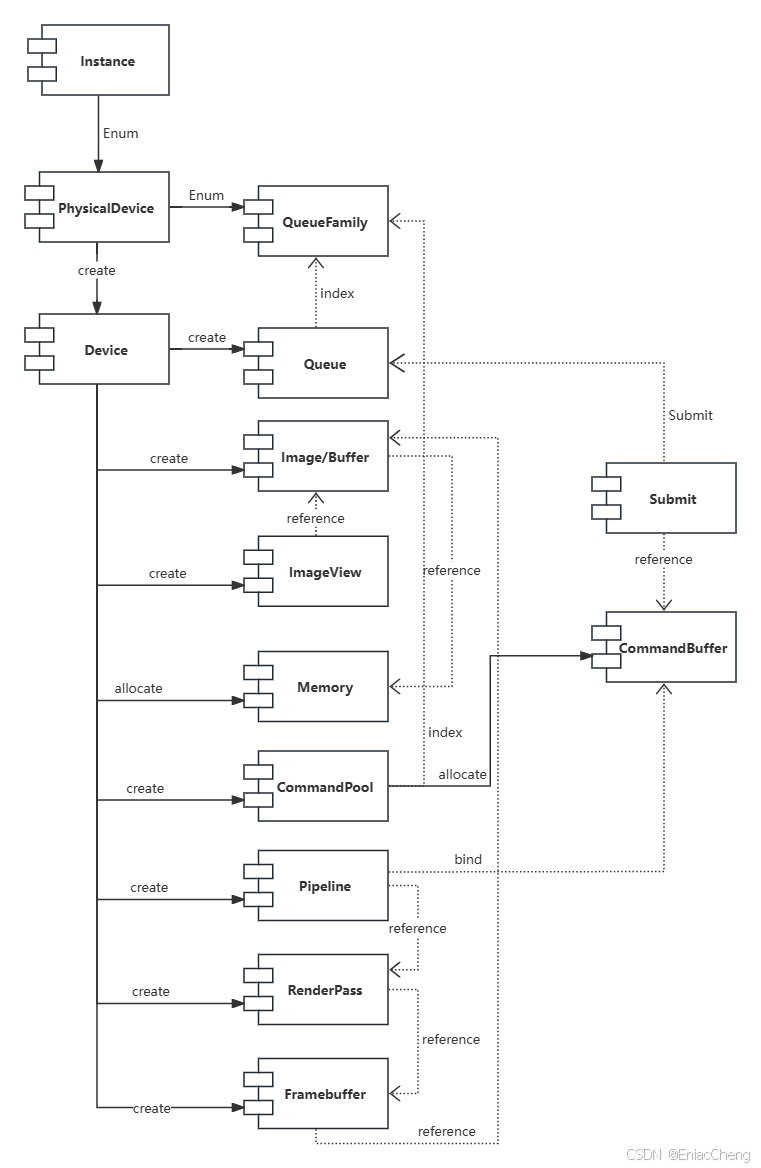 Instance
Enum
PhysicalDevice
Enum
QueueFamily
create
index
Device
create
Queue
Submit
create
Image/Buffer
Submit
reference
ImageView
create
reference
reference
CommandBuffer
allocate
Memory
index
create
CommandPool
allocate
create
Pipeline
bind
reference
create
RenderPass
reference
create
Framebuffer
reference
CSDN @EniacCheng